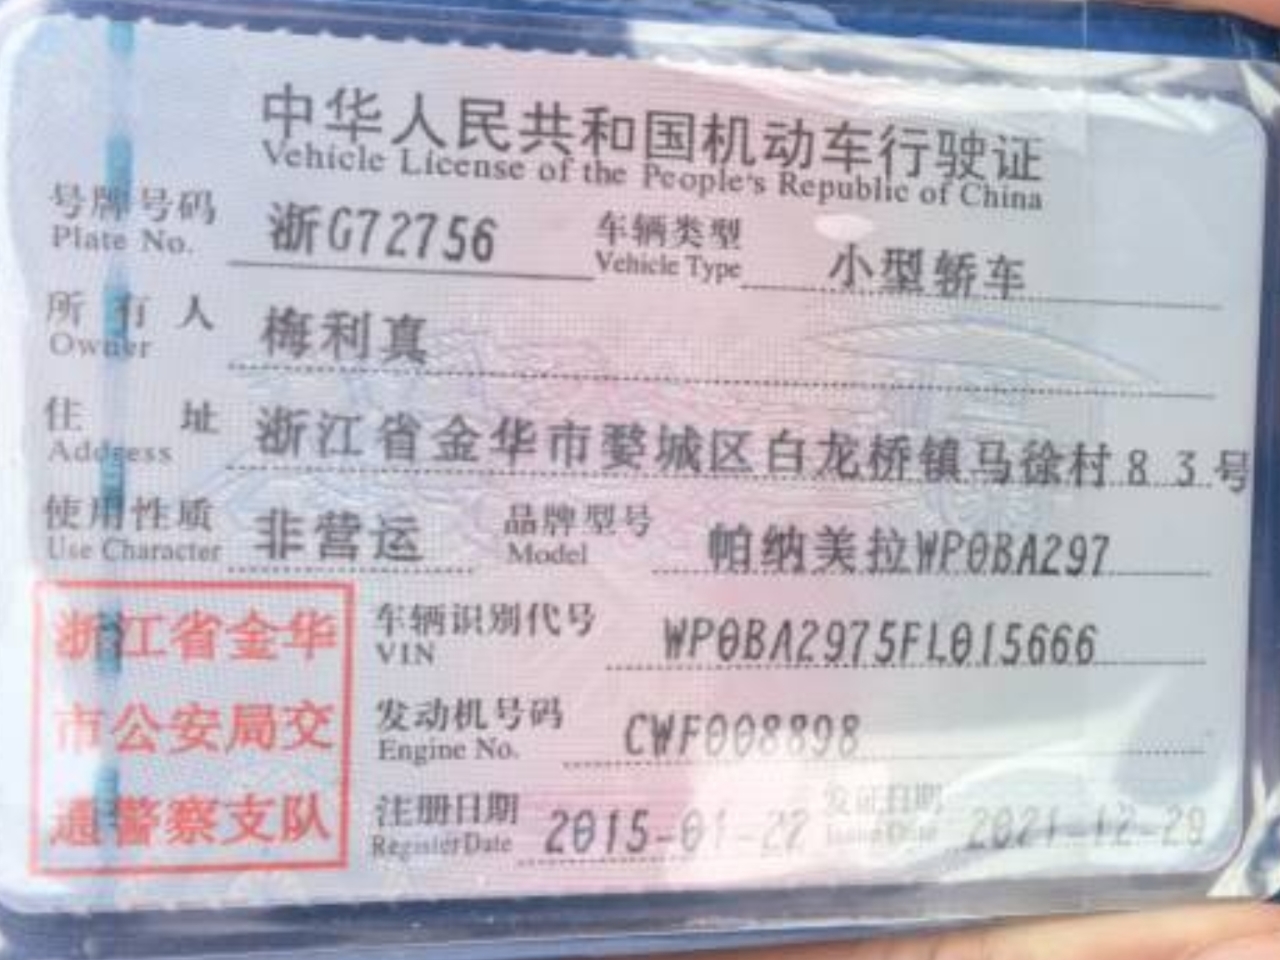 中华人民共和国机动车行驶证
Vehicle License of the People's Republic of China
号牌号码 浙G72756 车辆类型 小型轿车
Plate No. Vehicle Type
所有人 梅利真
Owner
住址 浙江省金华市婺城区白龙桥镇马徐村83号
Address
使用性质 非营运 品牌型号 帕纳美拉WP0BA297
Use Character Model
浙江省金华
市公安局交
通警察支队
车辆识别代号 WP0BA2975FL015666
VIN
发动机号码 CWF008898
Engine No.
注册日期 2015-01-22 发证日期 2021-12-29
Register Date Issue Date